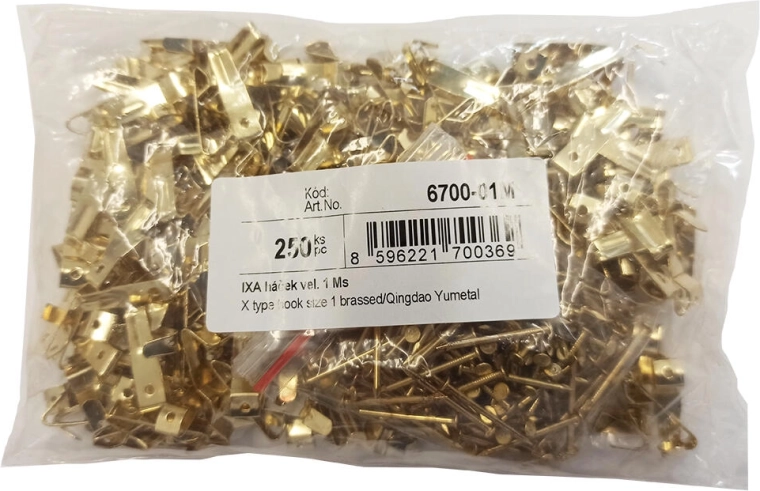 Kód:
Art.No. 6700-01M
250 ks
pc
8 596221 700369
IXA háček vel. 1 Ms
X type hook size 1 brassed/Qingdao Yumetal